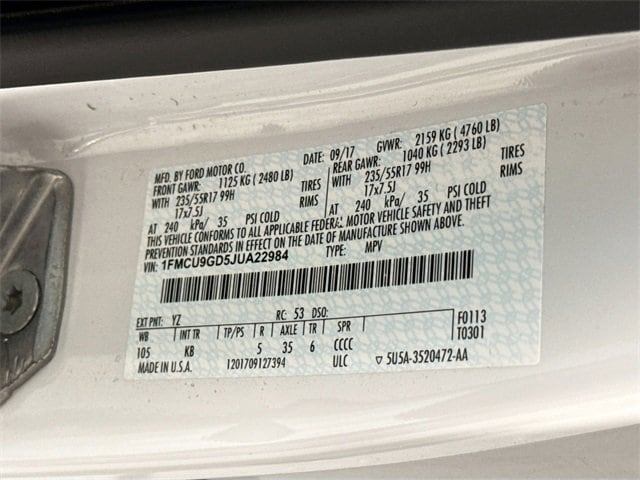 MFD. BY FORD MOTOR CO. DATE: 09/17 GVWR: 2159 KG ( 4760 LB)
FRONT GAWR: 1125 KG ( 2480 LB) REAR GAWR: 1040 KG ( 2293 LB)
WITH 235/55R17 99H TIRES WITH 235/55R17 99H TIRES
17x7.5J RIMS 17x7.5J RIMS
AT 240 kPa/ 35 PSI COLD AT 240 kPa/ 35 PSI COLD
THIS VEHICLE CONFORMS TO ALL APPLICABLE FEDERAL MOTOR VEHICLE SAFETY AND THEFT
PREVENTION STANDARDS IN EFFECT ON THE DATE OF MANUFACTURE SHOWN ABOVE.
VIN: 1FMCU9GD5JUA22984 TYPE: MPV
EXT PNT: YZ RC: 53 DSO: F0113
WB INT TR TP/PS R AXLE TR SPR T0301
105 KB 5 35 6 CCCC
MADE IN U.S.A. 1201709127394 ULC 5U5A-3520472-AA